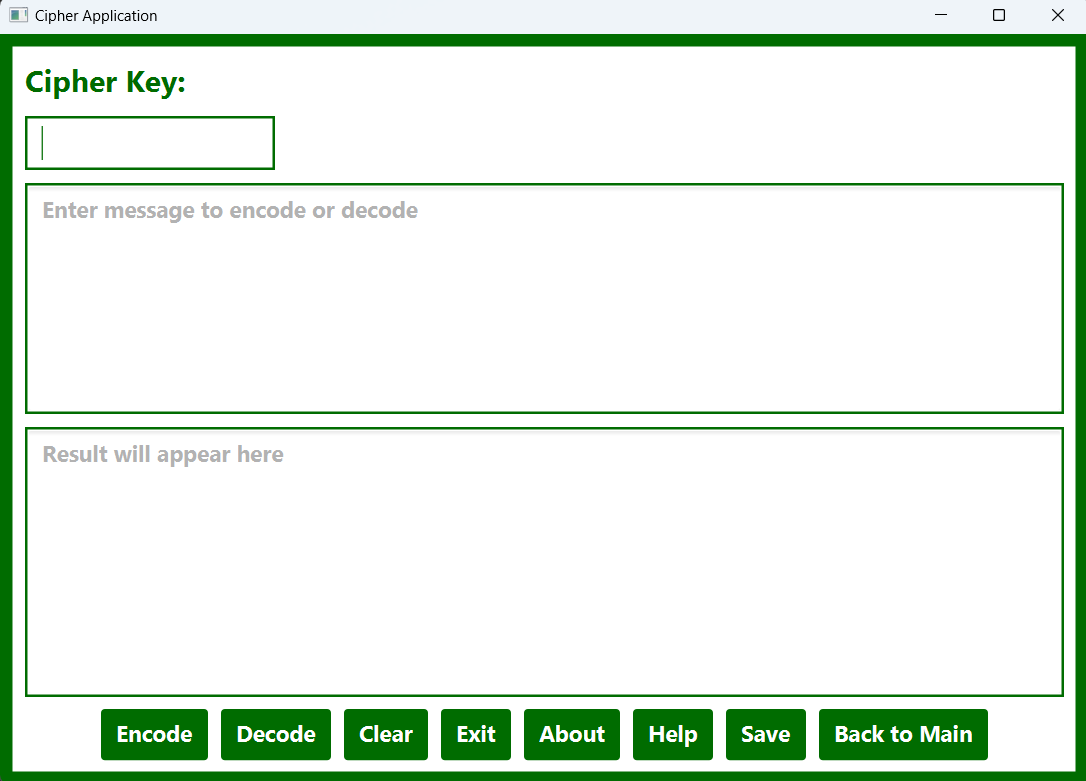 Cipher Application
Cipher Key:
Enter message to encode or decode
Result will appear here
Encode Decode Clear Exit About Help Save Back to Main